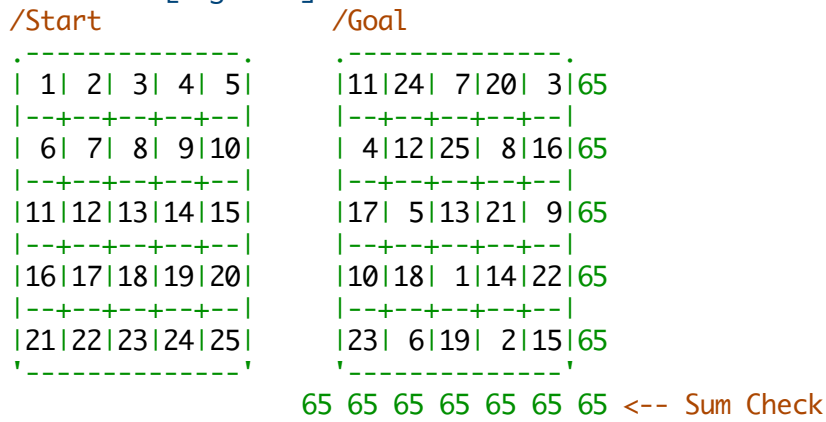 /Start          /Goal
.--------------.     .--------------.
| 1| 2| 3| 4| 5|     |11|24| 7|20| 3|65
|--+--+--+--+--|     |--+--+--+--+--|
| 6| 7| 8| 9|10|     | 4|12|25| 8|16|65
|--+--+--+--+--|     |--+--+--+--+--|
|11|12|13|14|15|     |17| 5|13|21| 9|65
|--+--+--+--+--|     |--+--+--+--+--|
|16|17|18|19|20|     |10|18| 1|14|22|65
|--+--+--+--+--|     |--+--+--+--+--|
|21|22|23|24|25|     |23| 6|19| 2|15|65
'--------------'     '--------------'
65 65 65 65 65 65 65 <-- Sum Check